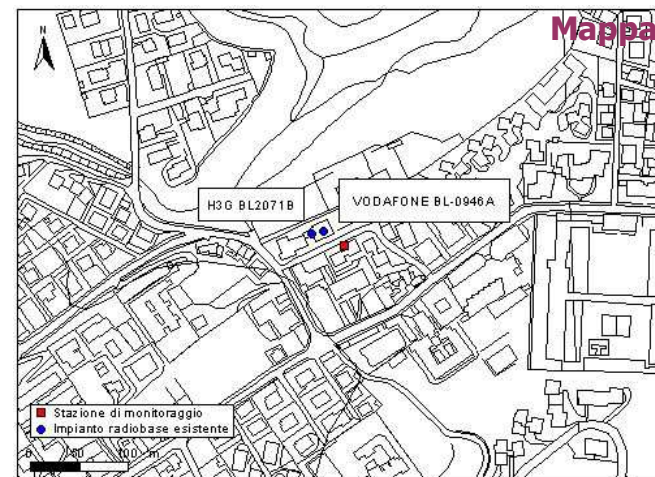 Mappa
N
H3G BL2071B
VODAFONE BL-0946A
Stazione di monitoraggio
Impianto radiobase esistente
0 50 100 m